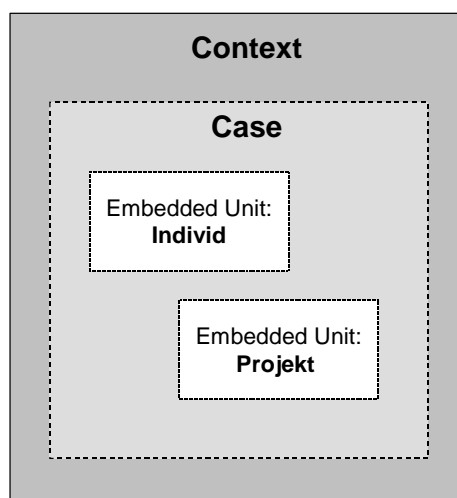 Context
Case
Embedded Unit:
Individ
Embedded Unit:
Projekt